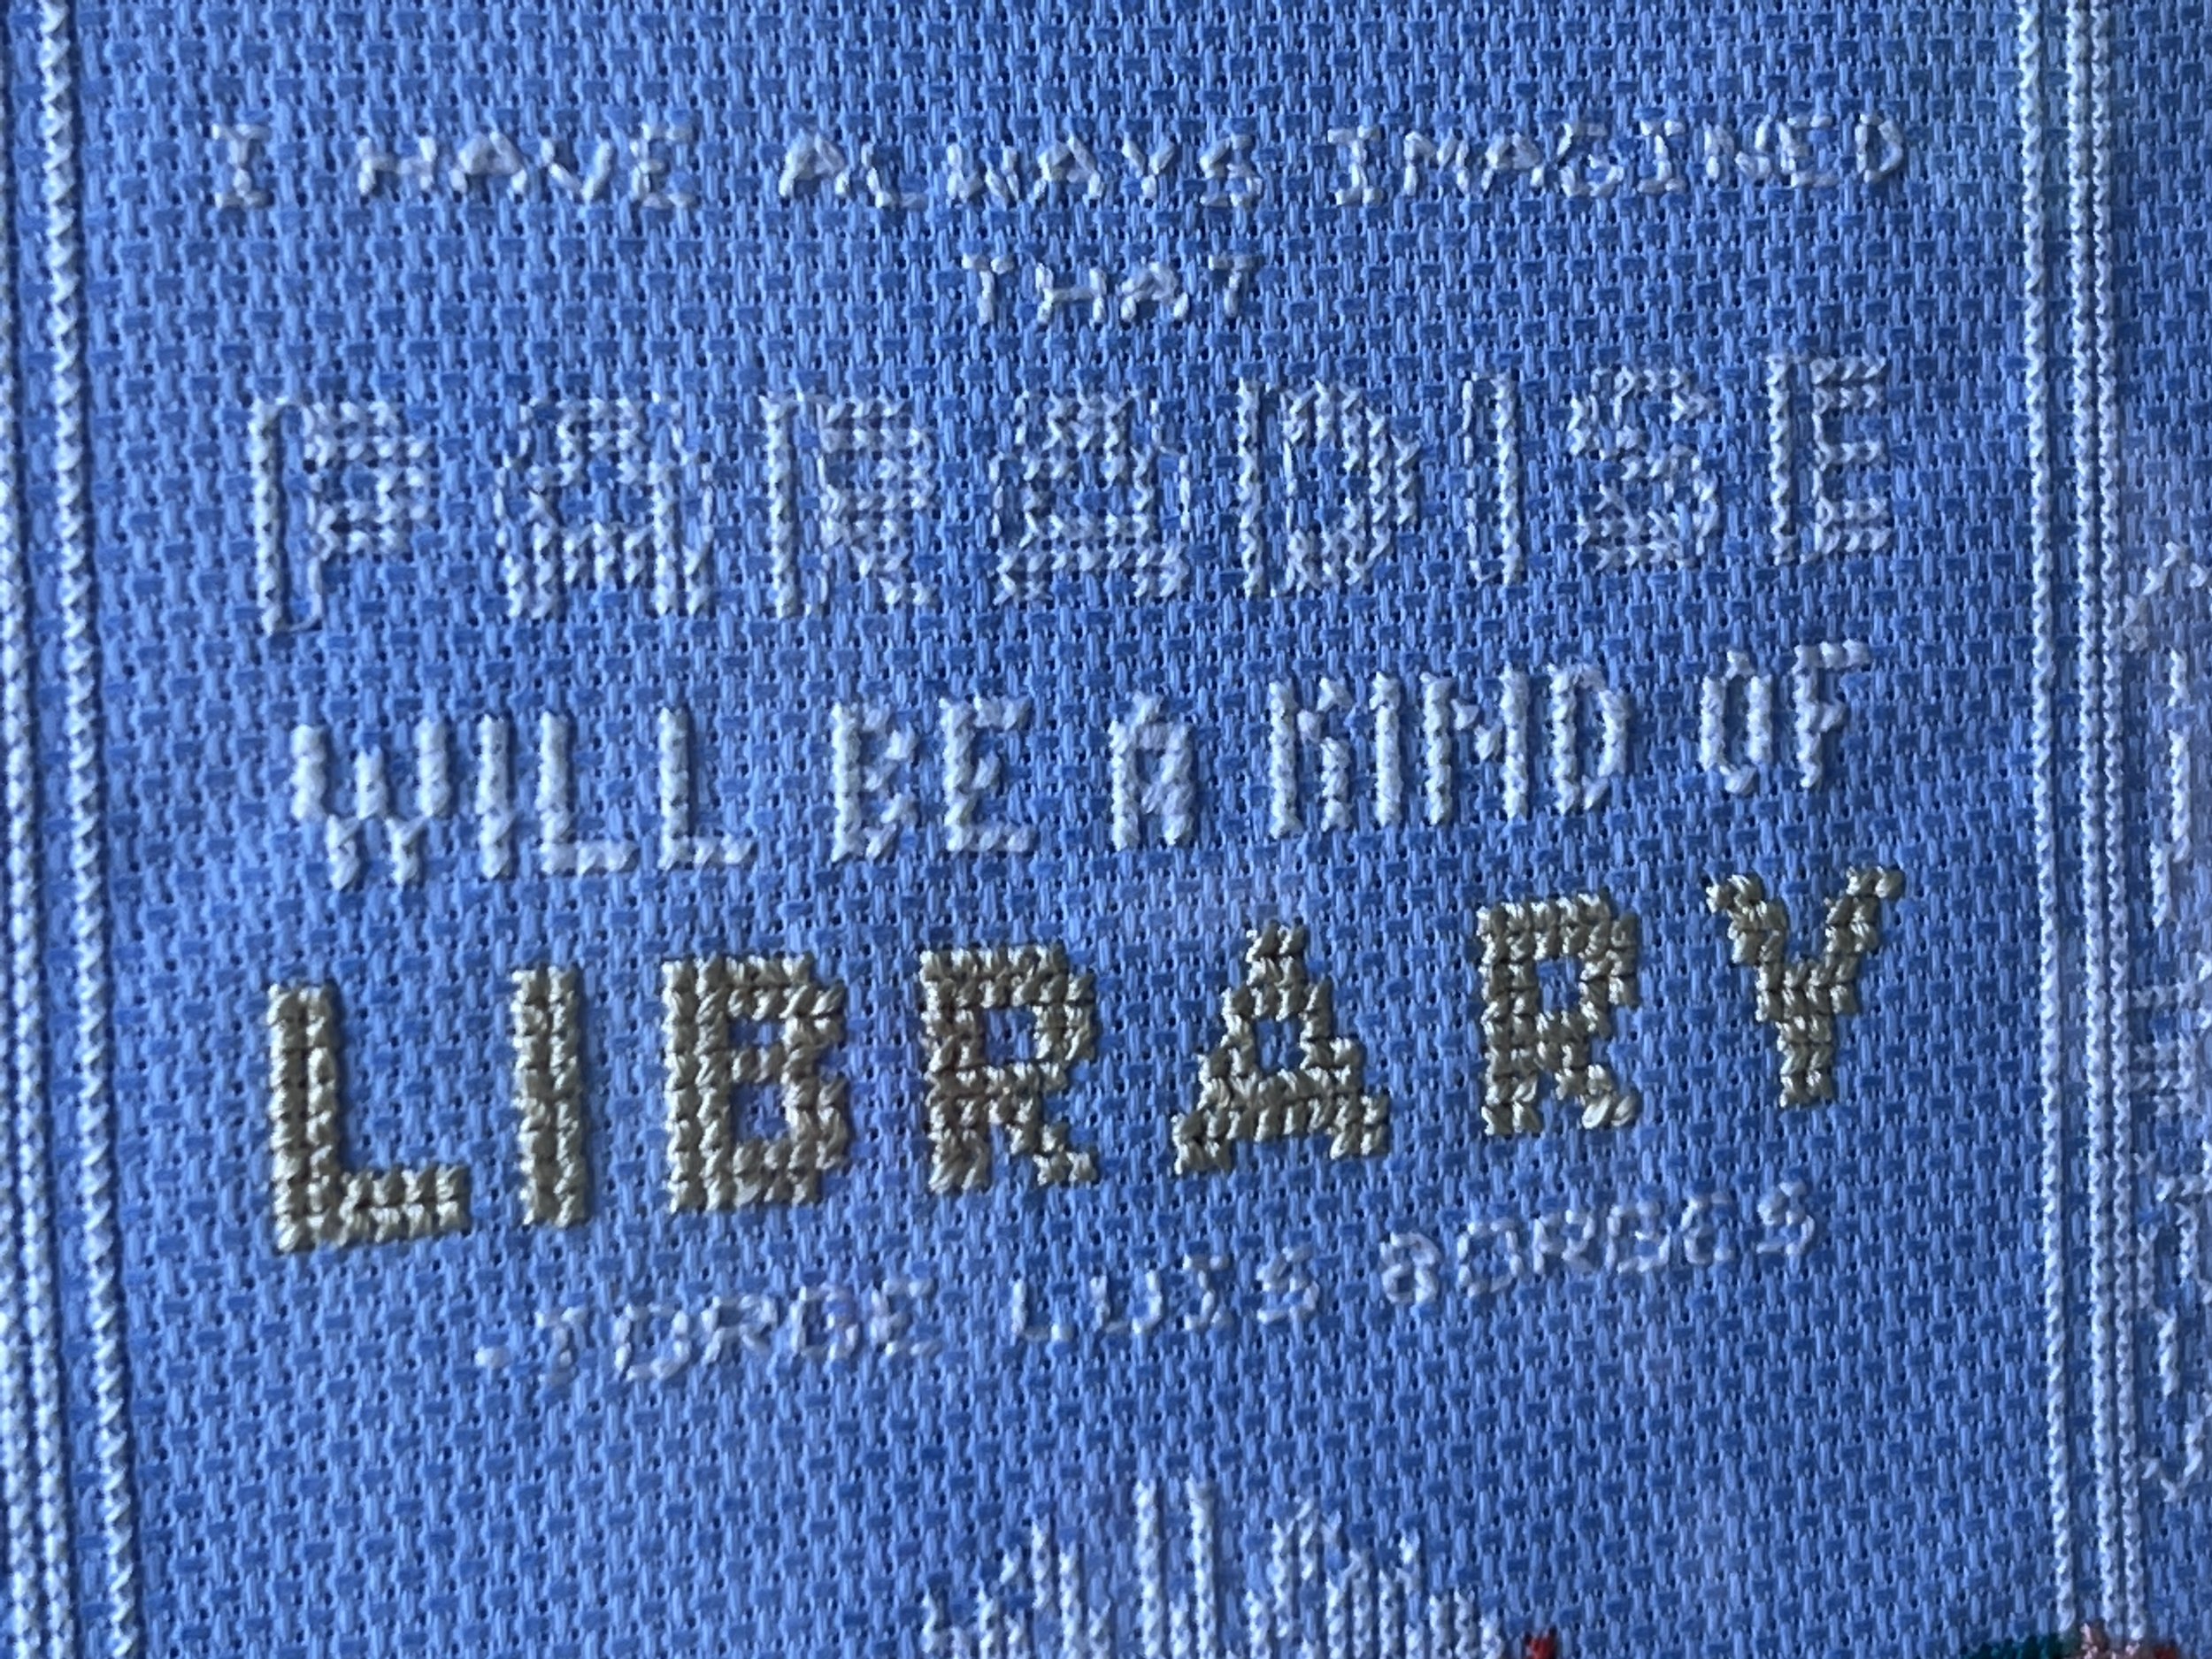 I HAVE ALWAYS IMAGINED
THAT
PARADISE
WILL BE A KIND OF
LIBRARY
-JORGE LUIS BORGES